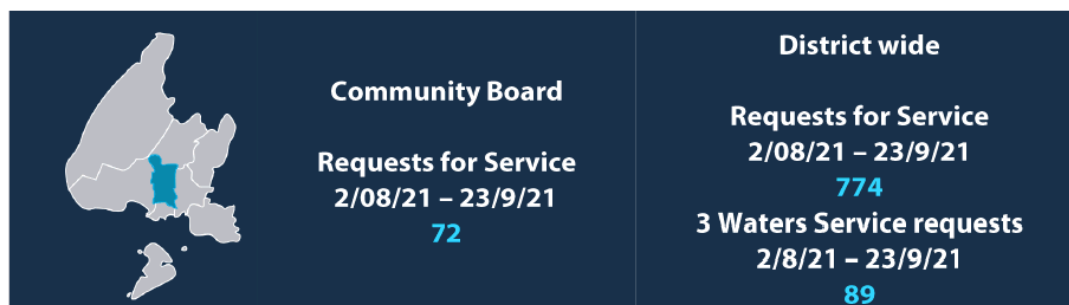 Community Board
Requests for Service
2/08/21 – 23/9/21
72
District wide
Requests for Service
2/08/21 – 23/9/21
774
3 Waters Service requests
2/8/21 – 23/9/21
89